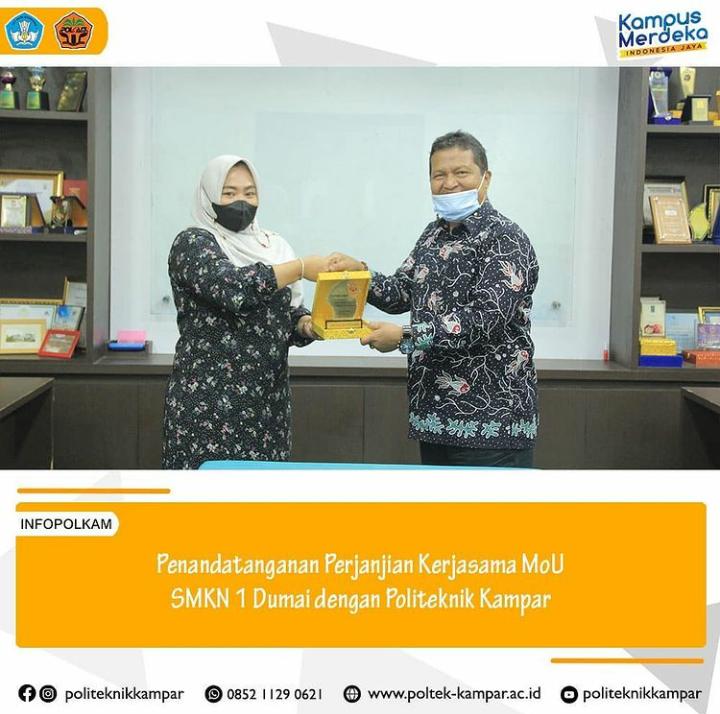 Kampus
Merdeka
INDONESIA JAYA
INFOPOLKAM
Penandatanganan Perjanjian Kerjasama MoU
SMKN 1 Dumai dengan Politeknik Kampar
politeknikkampar
0852 1129 0621
www.poltek-kampar.ac.id
politeknikkampar